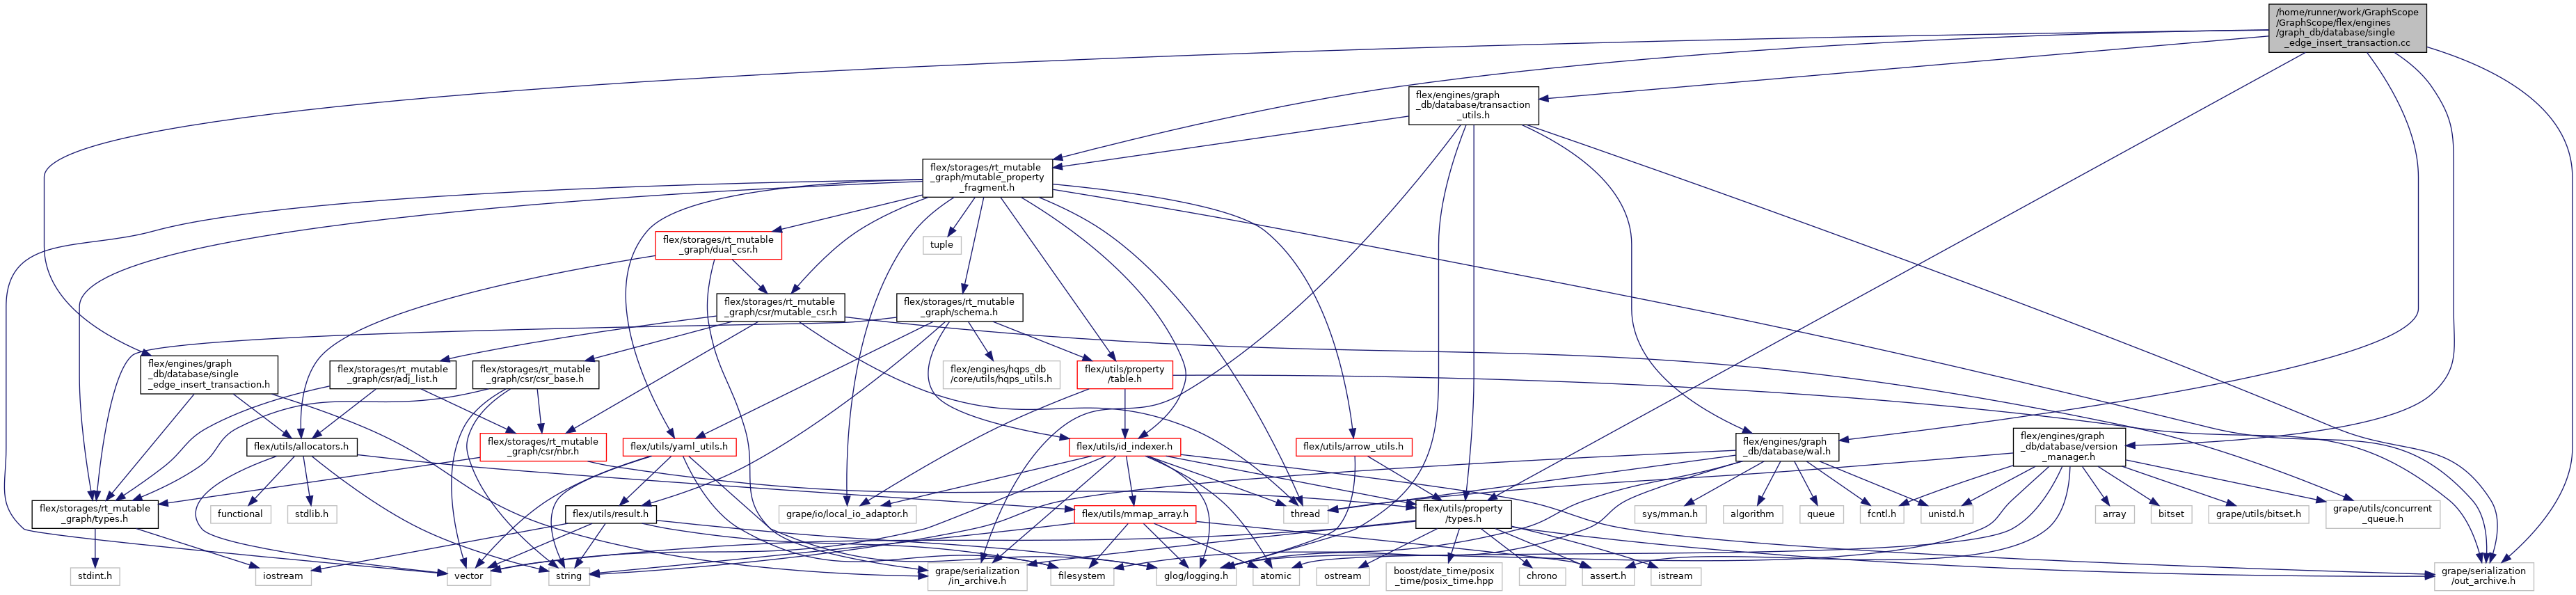 /home/runner/work/GraphScope
/GraphScope/flex/engines
/graph_db/database/single
_edge_insert_transaction.cc
flex/engines/graph
_db/database/transaction
_utils.h
flex/storages/rt_mutable
_graph/mutable_property
_fragment.h
flex/storages/rt_mutable
_graph/dual_csr.h
tuple
flex/storages/rt_mutable
_graph/csr/mutable_csr.h
flex/storages/rt_mutable
_graph/schema.h
flex/engines/graph
_db/database/single
_edge_insert_transaction.h
flex/storages/rt_mutable
_graph/csr/adj_list.h
flex/storages/rt_mutable
_graph/csr/csr_base.h
flex/engines/hqps_db
/core/utils/hqps_utils.h
flex/utils/property
/table.h
flex/utils/allocators.h
flex/storages/rt_mutable
_graph/csr/nbr.h
flex/utils/yaml_utils.h
flex/utils/id_indexer.h
flex/utils/arrow_utils.h
flex/engines/graph
_db/database/wal.h
flex/engines/graph
_db/database/version
_manager.h
flex/storages/rt_mutable
_graph/types.h
functional
stdlib.h
flex/utils/result.h
grape/io/local_io_adaptor.h
flex/utils/mmap_array.h
thread
flex/utils/property
/types.h
sys/mman.h
algorithm
queue
fcntl.h
unistd.h
array
bitset
grape/utils/bitset.h
grape/utils/concurrent
_queue.h
stdint.h
iostream
vector
string
grape/serialization
/in_archive.h
filesystem
glog/logging.h
atomic
ostream
boost/date_time/posix
_time/posix_time.hpp
chrono
assert.h
istream
grape/serialization
/out_archive.h